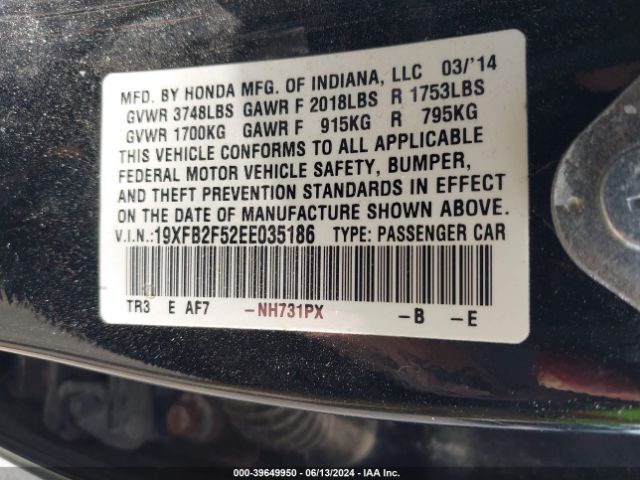 MFD. BY HONDA MFG. OF INDIANA, LLC 03/'14
GVWR 3748LBS GAWR F 2018LBS R 1753LBS
GVWR 1700KG GAWR F 915KG R 795KG
THIS VEHICLE CONFORMS TO ALL APPLICABLE
FEDERAL MOTOR VEHICLE SAFETY, BUMPER,
AND THEFT PREVENTION STANDARDS IN EFFECT
ON THE DATE OF MANUFACTURE SHOWN ABOVE.
V.I.N.:19XFB2F52EE035186 TYPE: PASSENGER CAR
TR3 E AF7 -NH731PX -B -E
000-39649950 - 06/13/2024 - IAA Inc.